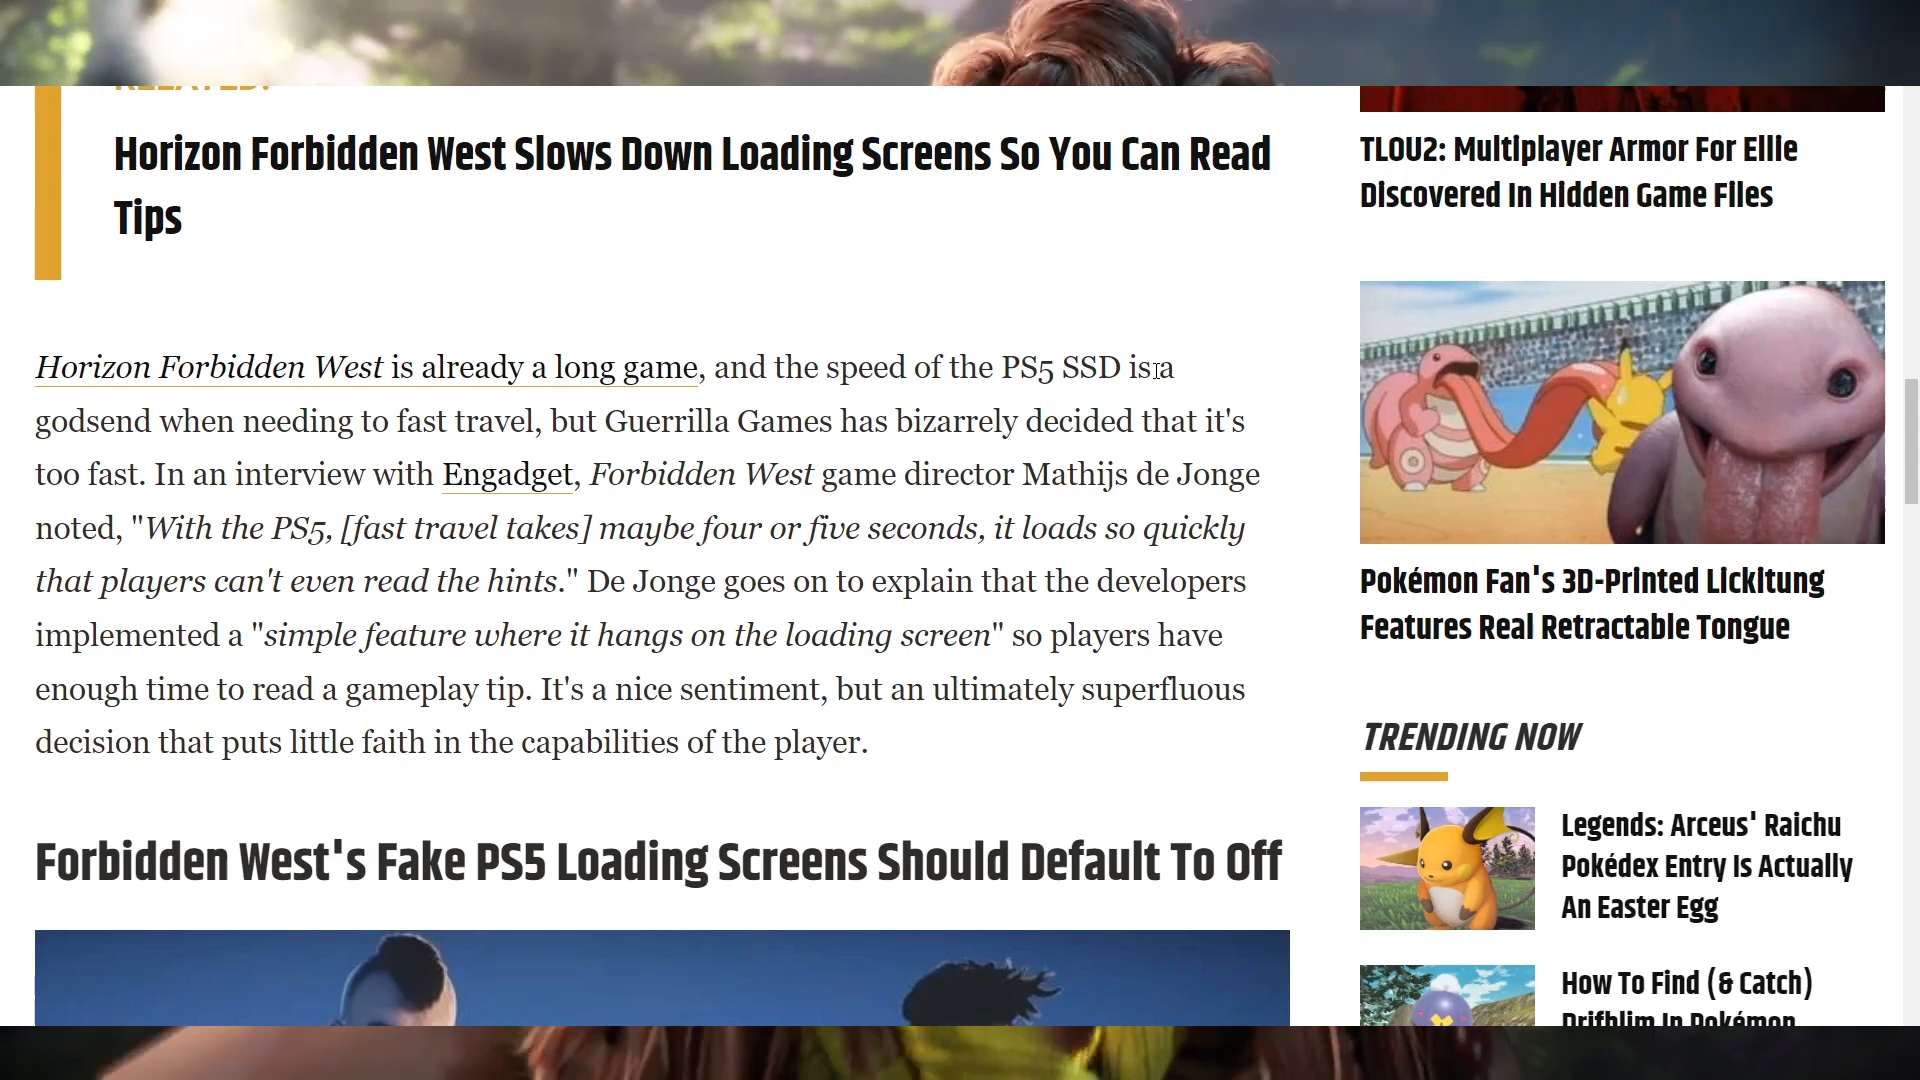 RELATED:
Horizon Forbidden West Slows Down Loading Screens So You Can Read
Tips
Horizon Forbidden West is already a long game, and the speed of the PS5 SSD is a
godsend when needing to fast travel, but Guerrilla Games has bizarrely decided that it's
too fast. In an interview with Engadget, Forbidden West game director Mathijs de Jonge
noted, "With the PS5, [fast travel takes] maybe four or five seconds, it loads so quickly
that players can't even read the hints." De Jonge goes on to explain that the developers
implemented a "simple feature where it hangs on the loading screen" so players have
enough time to read a gameplay tip. It's a nice sentiment, but an ultimately superfluous
decision that puts little faith in the capabilities of the player.
Forbidden West's Fake PS5 Loading Screens Should Default To Off
TLOU2: Multiplayer Armor For Ellie
Discovered In Hidden Game Files
Pokémon Fan's 3D-Printed Lickitung
Features Real Retractable Tongue
TRENDING NOW
Legends: Arceus' Raichu
Pokédex Entry Is Actually
An Easter Egg
How To Find (& Catch)
Drifblim In Pokémon